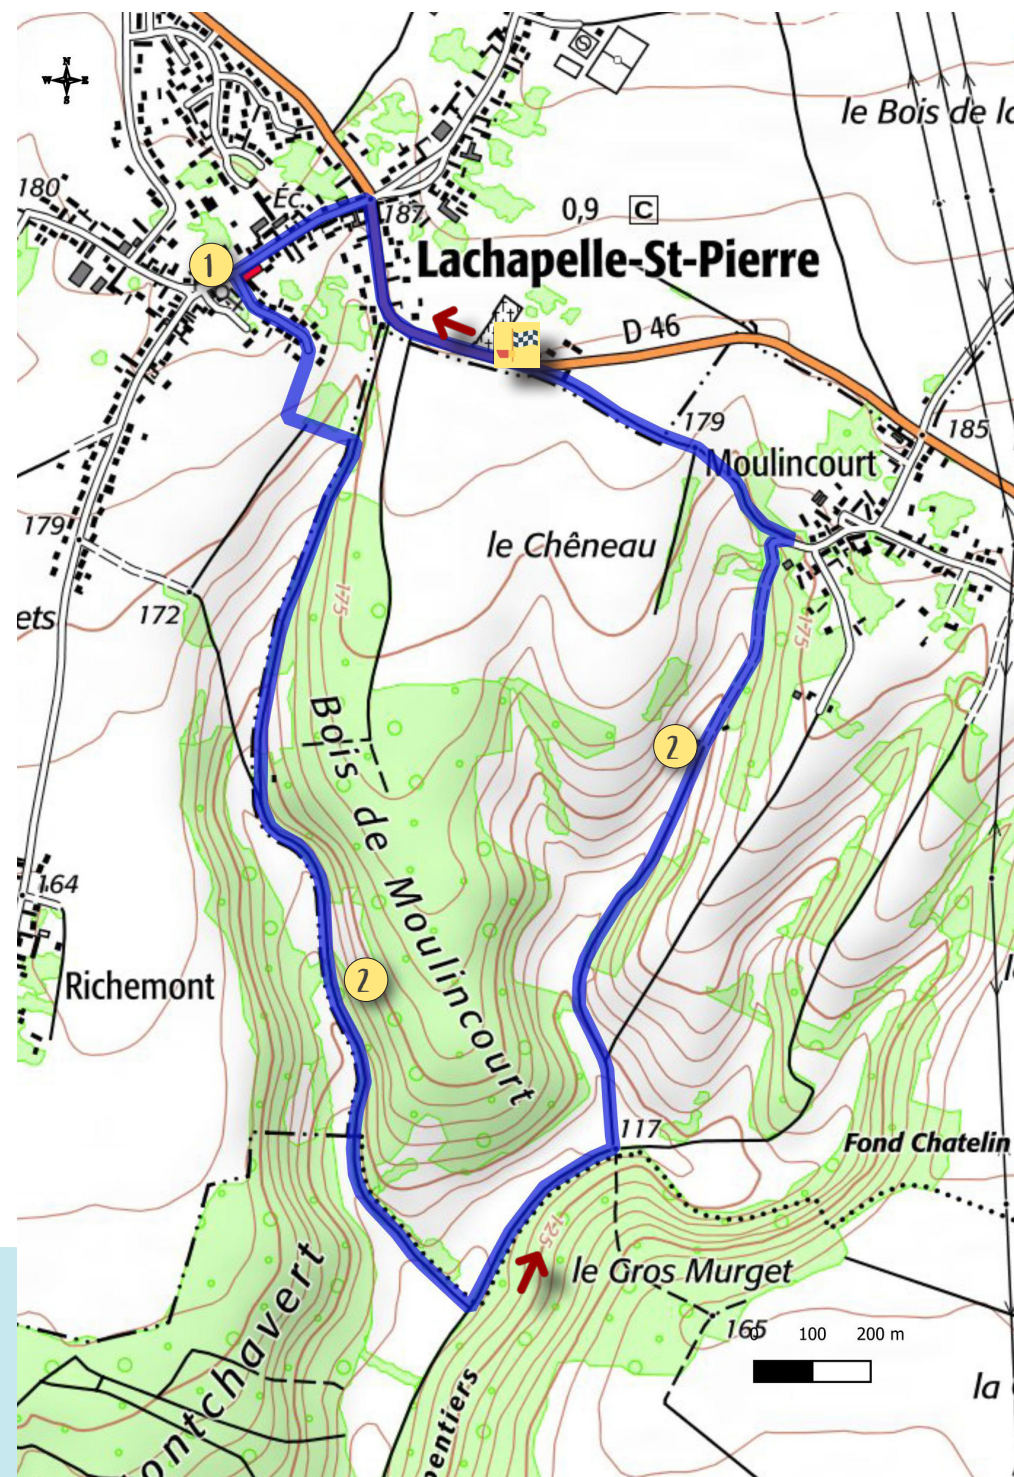 N
W E
S
le Bois de la
180
Éc.
187
0,9 C
1
Lachapelle-St-Pierre
D 46
179
185
Moulincourt
179
le Chêneau
175
ets
172
175
Bois de Moulincourt
2
164
Richemont
2
117
Fond Chatelin
125
le Gros Murget
165
0 100 200 m
la
ontchavert
pentiers